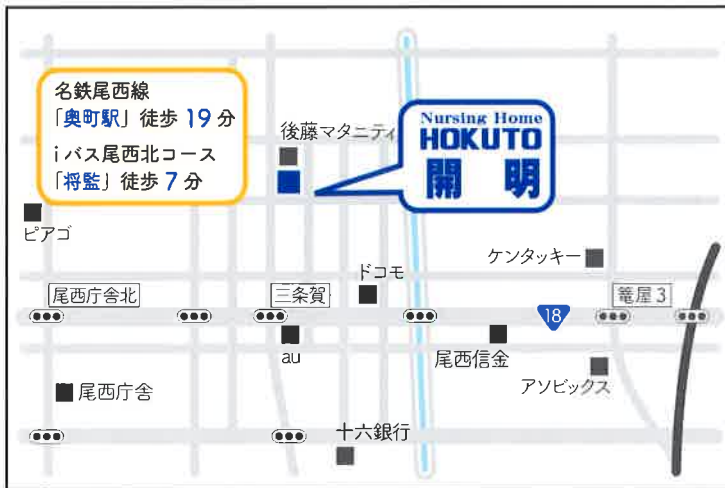 名鉄尾西線
「奥町駅」徒歩 19 分
i バス尾西北コース
「将監」徒歩 7 分
後藤マタニティ
Nursing Home
HOKUTO
開 明
ピアゴ
ケンタッキー
ドコモ
尾西庁舎北
三条賀
篭屋 3
18
au
尾西信金
アソビックス
尾西庁舎
十六銀行